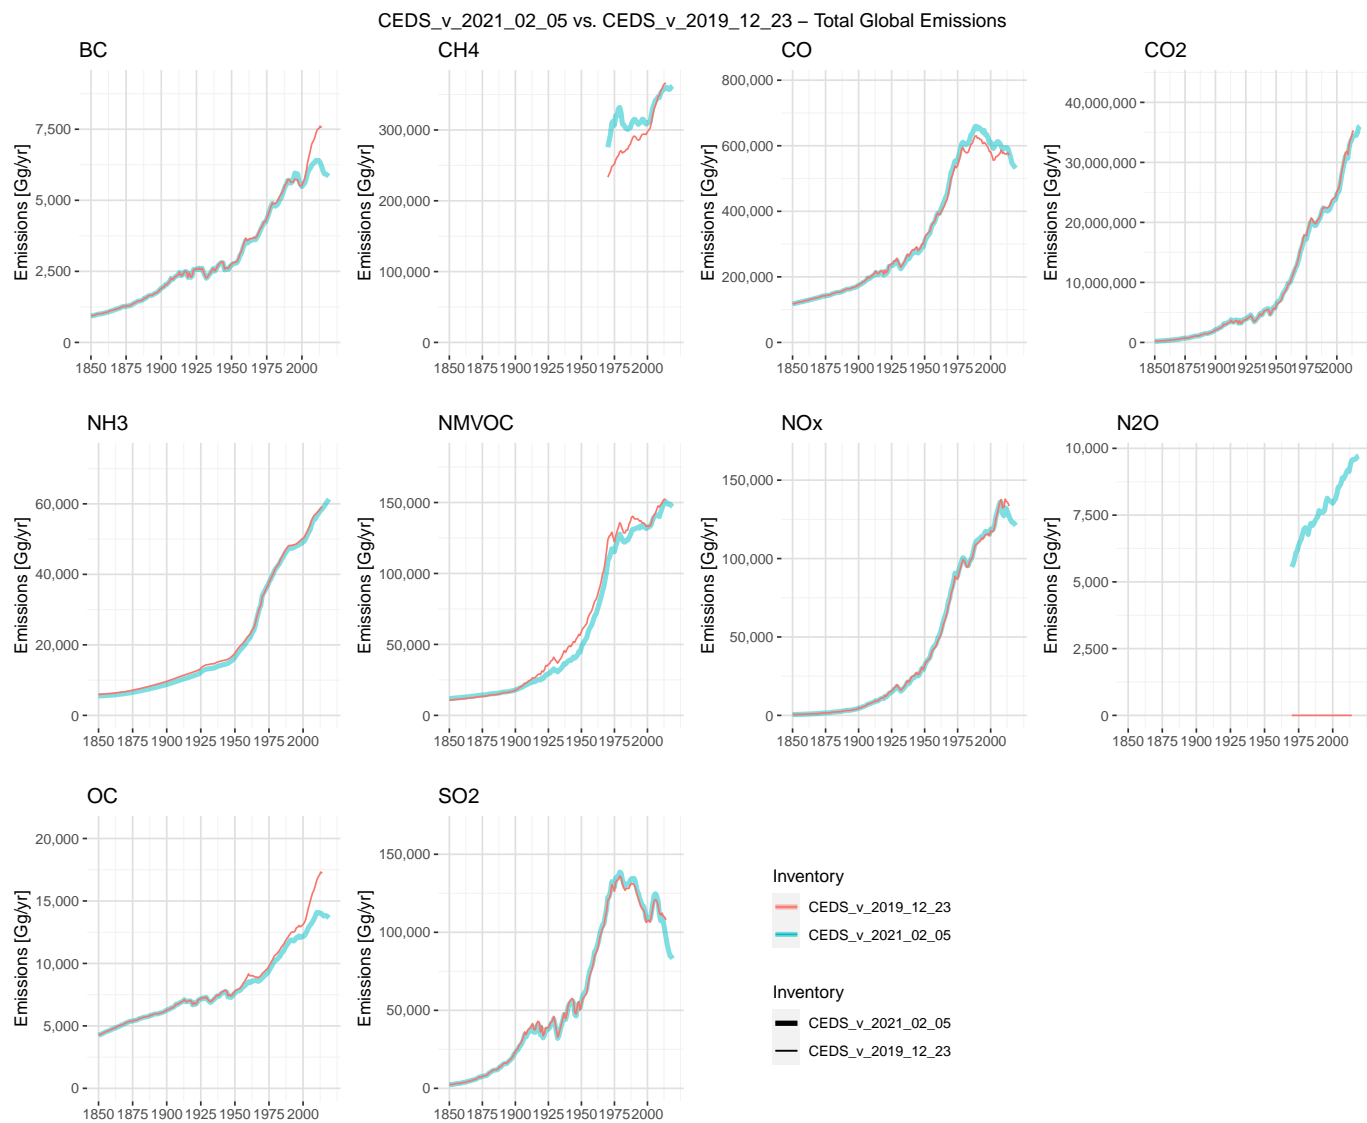 CEDS_v_2021_02_05 vs. CEDS_v_2019_12_23 – Total Global Emissions
BC
Emissions [Gg/yr]
7,500
5,000
2,500
0
1850 1875 1900 1925 1950 1975 2000
CH4
Emissions [Gg/yr]
300,000
200,000
100,000
0
1850 1875 1900 1925 1950 1975 2000
CO
Emissions [Gg/yr]
800,000
600,000
400,000
200,000
0
1850 1875 1900 1925 1950 1975 2000
CO2
Emissions [Gg/yr]
40,000,000
30,000,000
20,000,000
10,000,000
0
1850 1875 1900 1925 1950 1975 2000
NH3
Emissions [Gg/yr]
60,000
40,000
20,000
0
1850 1875 1900 1925 1950 1975 2000
NMVOC
Emissions [Gg/yr]
150,000
100,000
50,000
0
1850 1875 1900 1925 1950 1975 2000
NOx
Emissions [Gg/yr]
150,000
100,000
50,000
0
1850 1875 1900 1925 1950 1975 2000
N2O
Emissions [Gg/yr]
10,000
7,500
5,000
2,500
0
1850 1875 1900 1925 1950 1975 2000
OC
Emissions [Gg/yr]
20,000
15,000
10,000
5,000
0
1850 1875 1900 1925 1950 1975 2000
SO2
Emissions [Gg/yr]
150,000
100,000
50,000
0
1850 1875 1900 1925 1950 1975 2000
Inventory
CEDS_v_2019_12_23
CEDS_v_2021_02_05
Inventory
CEDS_v_2021_02_05
CEDS_v_2019_12_23